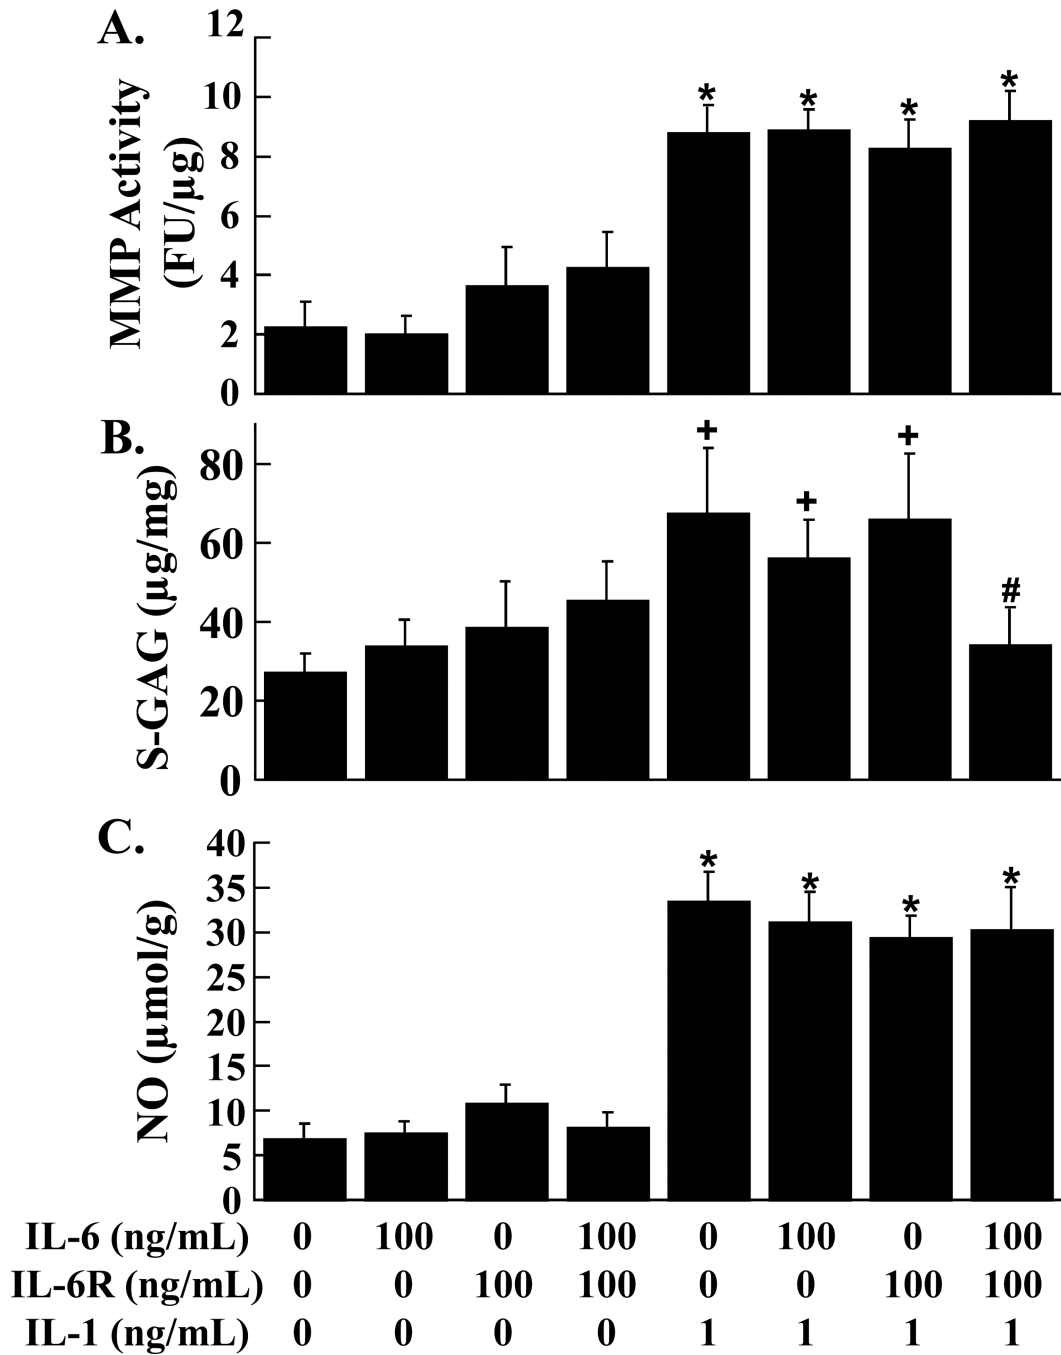 A.
MMP Activity
(FU/µg)
12
10
8
6
4
2
0
* * * *
B.
S-GAG (µg/mg)
80
60
40
20
0
+ + + #
C.
NO (µmol/g)
40
35
30
25
20
15
10
5
0
* * * *
IL-6 (ng/mL) 0 100 0 100 0 100 0 100
IL-6R (ng/mL) 0 0 100 100 0 0 100 100
IL-1 (ng/mL) 0 0 0 0 1 1 1 1